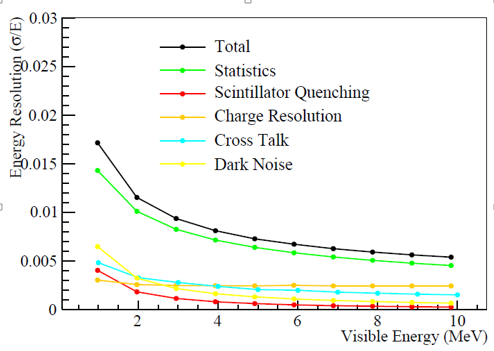 0.03
0.025
0.02
0.015
0.01
0.005
0
Energy Resolution (σ/E)
Total
Statistics
Scintillator Quenching
Charge Resolution
Cross Talk
Dark Noise
2 4 6 8 10
Visible Energy (MeV)